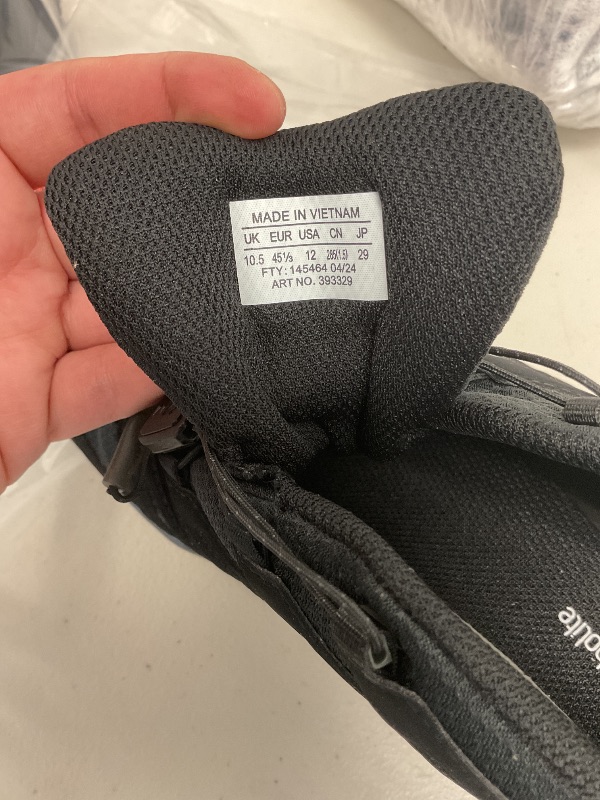 MADE IN VIETNAM
UK EUR USA CN JP
10.5 45⅓ 12 285(1.5) 29
FTY: 145464 04/24
ART NO. 393329